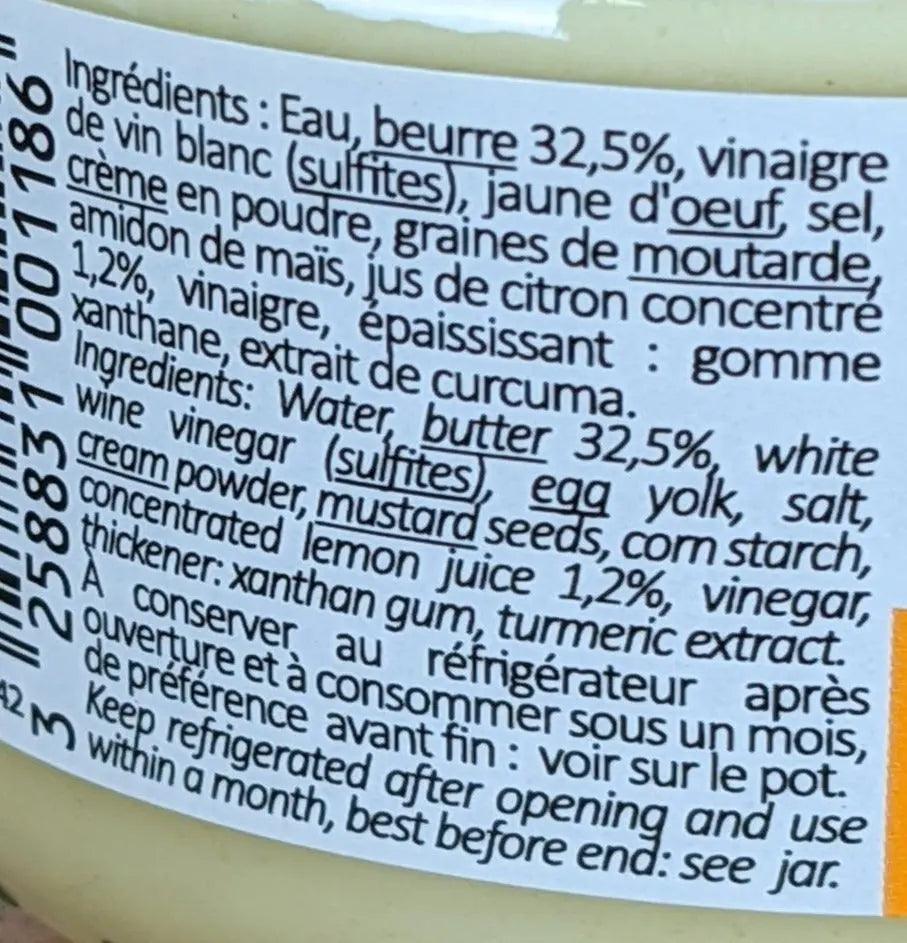 Ingrédients : Eau, beurre 32,5%, vinaigre
de vin blanc (sulfites), jaune d'oeuf, sel,
crème en poudre, graines de moutarde,
amidon de maïs, jus de citron concentré
1,2%, vinaigre, épaississant : gomme
xanthane, extrait de curcuma.
Ingredients: Water, butter 32,5%, white
wine vinegar (sulfites), egg yolk, salt,
cream powder, mustard seeds, corn starch,
concentrated lemon juice 1,2%, vinegar,
thickener: xanthan gum, turmeric extract.
À conserver au réfrigérateur après
ouverture et à consommer sous un mois,
de préférence avant fin : voir sur le pot.
Keep refrigerated after opening and use
within a month, best before end: see jar.
3 258831 001186
42